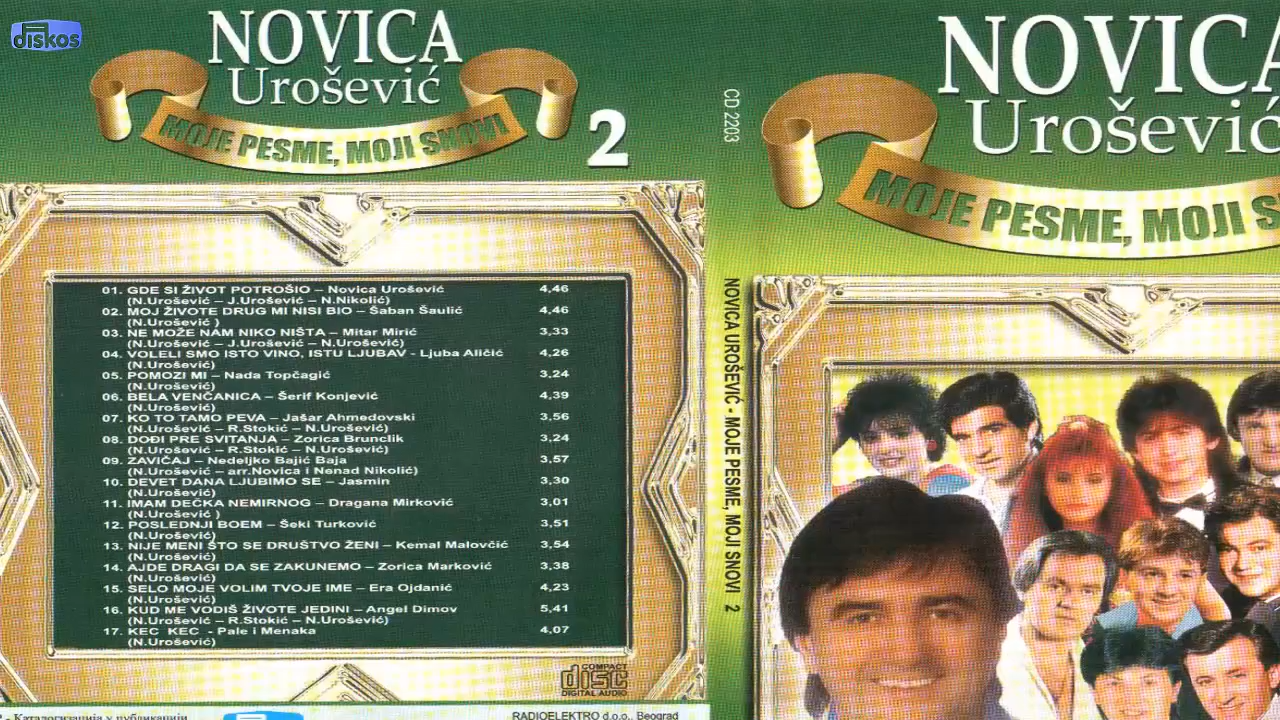 diskos
NOVICA
Urošević
MOJE PESME, MOJI SNOVI
2
01. GDE SI ŽIVOT POTROŠIO – Novica Urošević 4,46
(N.Urošević – J.Urošević – N.Nikolić)
02. MOJ ŽIVOTE DRUG MI NISI BIO – Šaban Šaulić 4,46
(N.Urošević )
03. NE MOŽE NAM NIKO NIŠTA – Mitar Mirić 3,33
(N.Urošević – J.Urošević – N.Urošević)
04. VOLELI SMO ISTO VINO, ISTU LJUBAV - Ljuba Aličić 4,26
(N.Urošević)
05. POMOZI MI – Nada Topčagić 3,24
(N.Urošević)
06. BELA VENČANICA – Šerif Konjević 4,39
(N.Urošević)
07. KO TO TAMO PEVA – Jašar Ahmedovski 3,56
(N.Urošević – R.Stokić – N.Urošević)
08. DOĐI PRE SVITANJA – Zorica Brunclik 3,24
(N.Urošević – R.Stokić – N.Urošević)
09. ZAVIČAJ – Nedeljko Bajić Baja 3,57
(N.Urošević – arr.Novica i Nenad Nikolić)
10. DEVET DANA LJUBIMO SE – Jasmin 3,30
(N.Urošević)
11. IMAM DEČKA NEMIRNOG – Dragana Mirković 3,01
(N.Urošević )
12. POSLEDNJI BOEM – Šeki Turković 3,51
(N.Urošević)
13. NIJE MENI ŠTO SE DRUŠTVO ŽENI – Kemal Malovčić 3,54
(N.Urošević)
14. AJDE DRAGI DA SE ZAKUNEMO – Zorica Marković 3,38
(N.Urošević)
15. SELO MOJE VOLIM TVOJE IME – Era Ojdanić 4,23
(N.Urošević)
16. KUD ME VODIŠ ŽIVOTE JEDINI – Angel Dimov 5,41
(N.Urošević – R.Stokić – N.Urošević)
17. KEC KEC - Pale i Menaka 4,07
(N.Urošević)
COMPACT
disc
DIGITAL AUDIO
- Каталогизација у публикацији
RADIOELEKTRO d.o.o., Beograd
CD 2203
NOVICA UROŠEVIĆ - MOJE PESME, MOJI SNOVI 2
NOVICA
Urošević
MOJE PESME, MOJI S